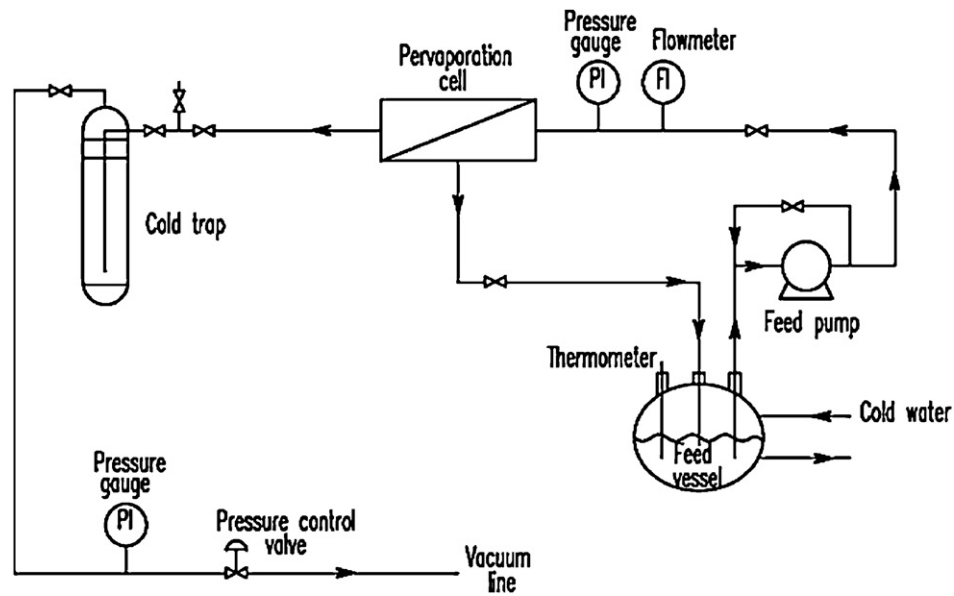 Pressure
gauge
Flowmeter
Pervaporation
cell
PI
FI
Cold trap
Feed pump
Thermometer
Cold water
Feed
vessel
Pressure
gauge
PI
Pressure control
valve
Vacuum
line